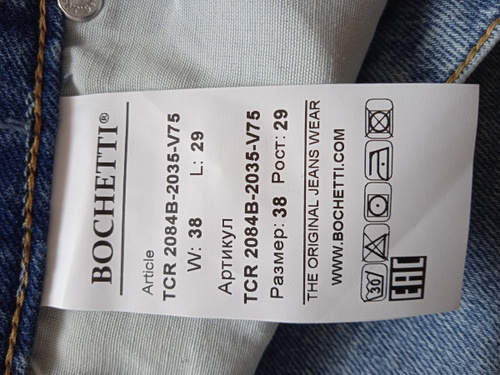 BOCHETTI®
Article
TCR 2084B-2035-V75
W: 38 L: 29
Артикул
TCR 2084B-2035-V75
Размер: 38 Рост: 29
THE ORIGINAL JEANS WEAR
WWW.BOCHETTI.COM
30
EAC